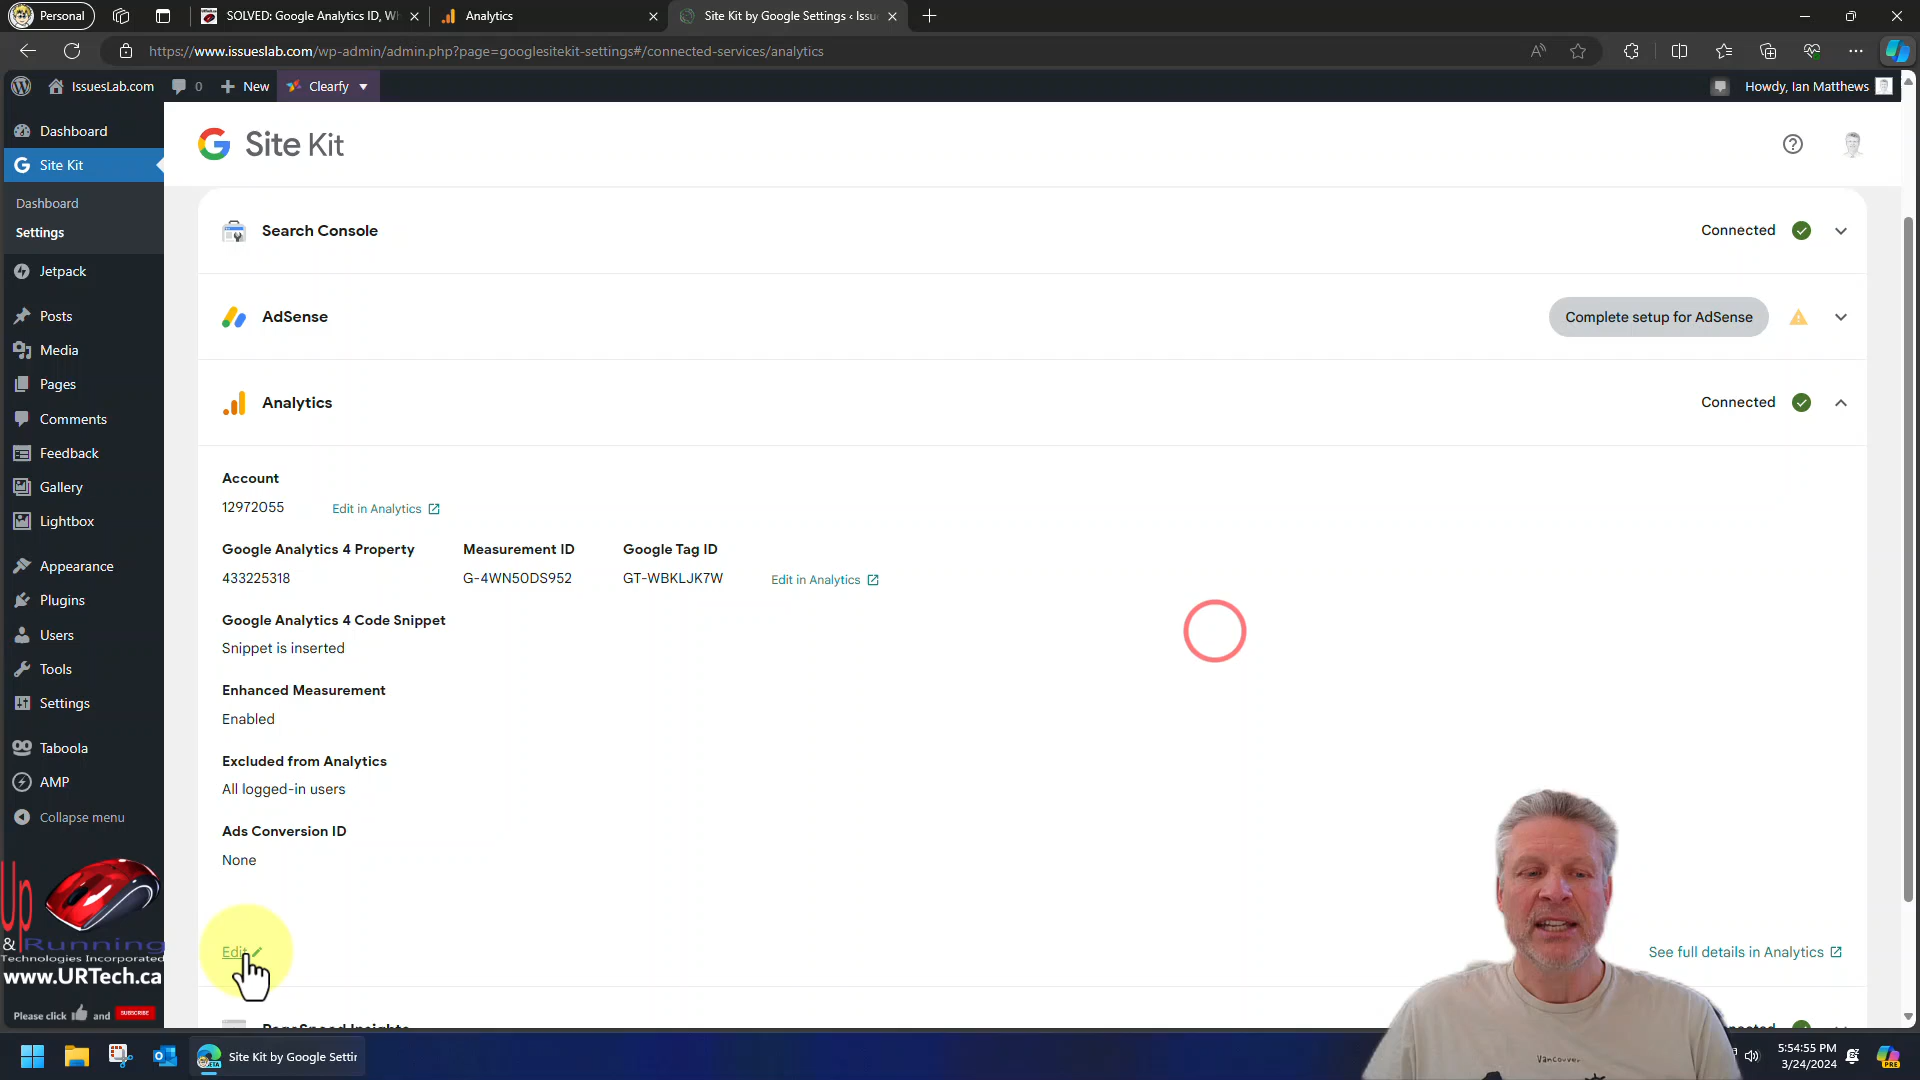 Personal
SOLVED: Google Analytics ID, Wh
Analytics
Site Kit by Google Settings ‹ Issu
https://www.issueslab.com/wp-admin/admin.php?page=googlesitekit-settings#/connected-services/analytics
IssuesLab.com
0
New
Clearfy
Howdy, Ian Matthews
Dashboard
Site Kit
Dashboard
Settings
Jetpack
Posts
Media
Pages
Comments
Feedback
Gallery
Lightbox
Appearance
Plugins
Users
Tools
Settings
Taboola
AMP
Collapse menu
Site Kit
Search Console
Connected
AdSense
Complete setup for AdSense
Analytics
Connected
Account
12972055
Edit in Analytics
Google Analytics 4 Property
Measurement ID
Google Tag ID
433225318
G-4WN50DS952
GT-WBKLJK7W
Edit in Analytics
Google Analytics 4 Code Snippet
Snippet is inserted
Enhanced Measurement
Enabled
Excluded from Analytics
All logged-in users
Ads Conversion ID
None
Edit
See full details in Analytics
PageSpeed Insights
Up
& Running
Technologies Incorporated
www.URTech.ca
Please click and SUBSCRIBE
Vancouver
Site Kit by Google Settin
5:54:55 PM
3/24/2024